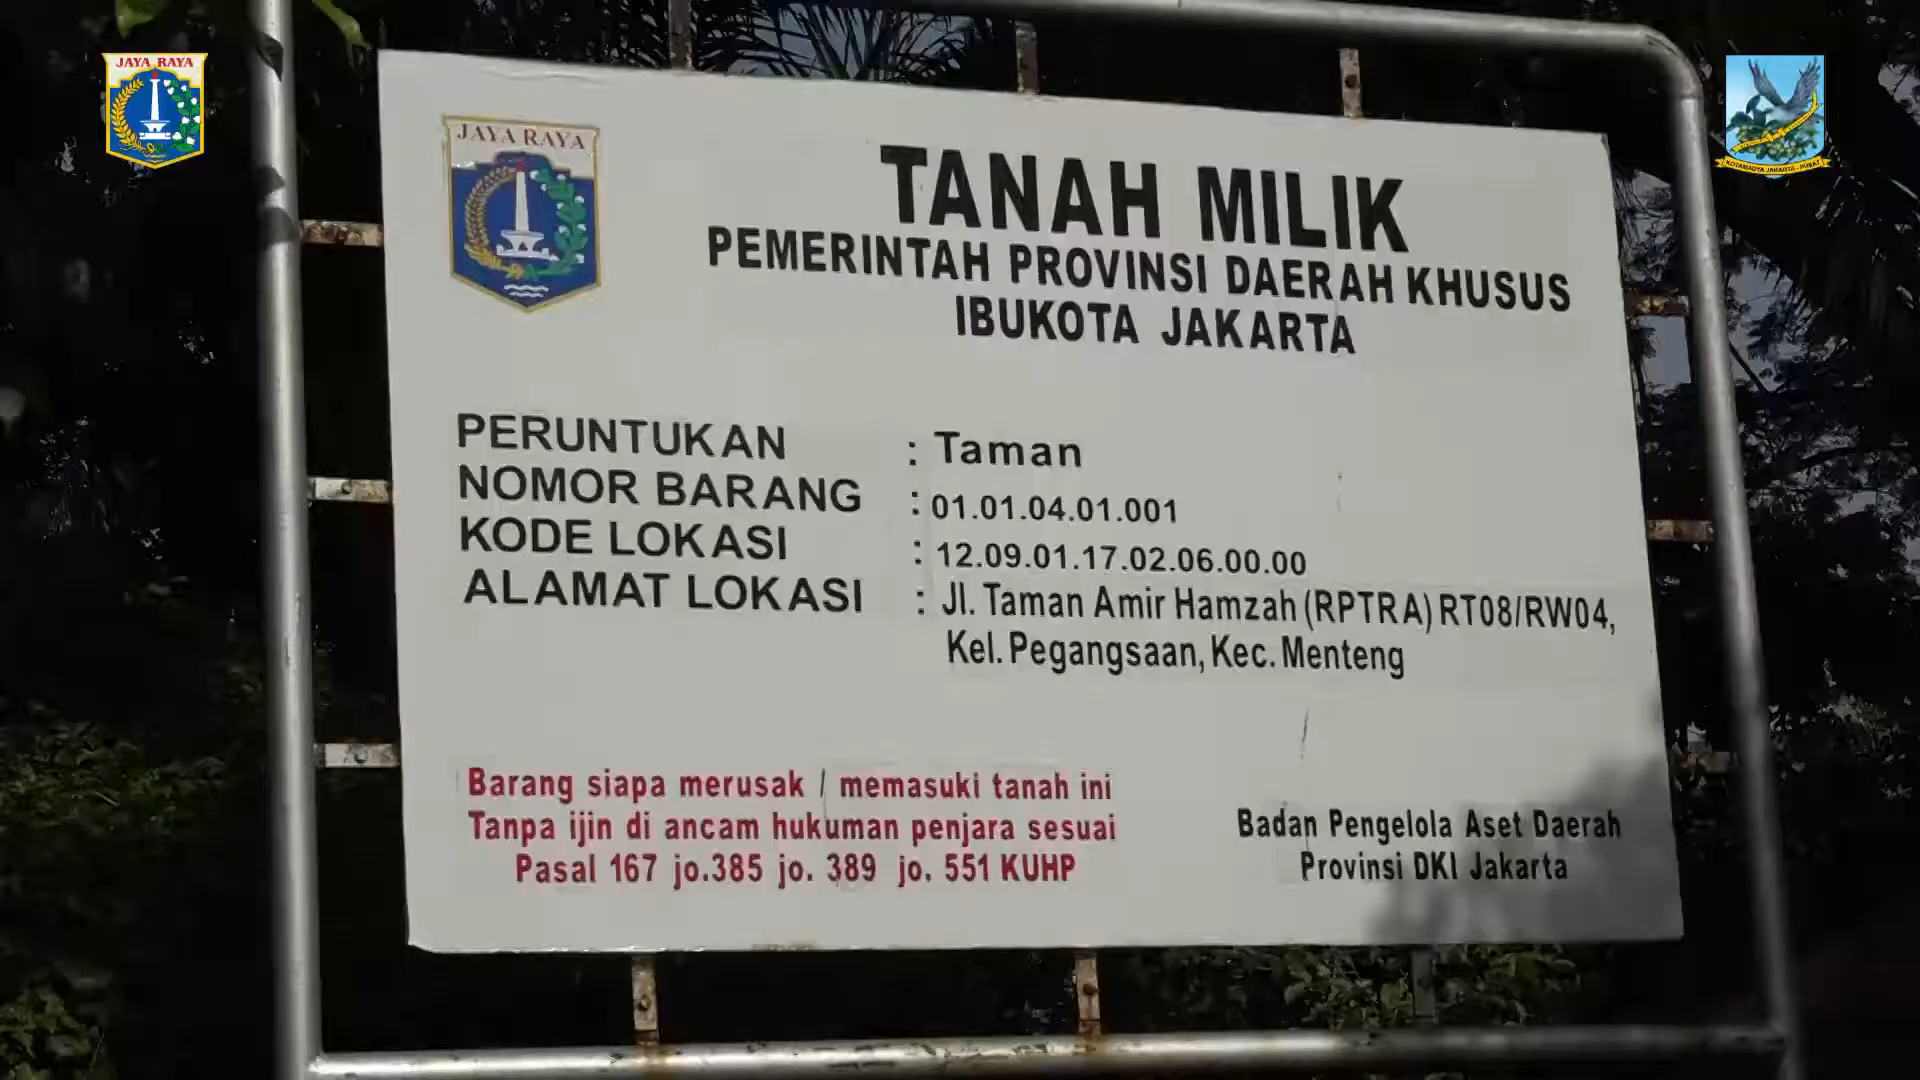 JAYA RAYA
KOTAMADYA JAKARTA - PUSAT
JAYA RAYA
TANAH MILIK
PEMERINTAH PROVINSI DAERAH KHUSUS
IBUKOTA JAKARTA
PERUNTUKAN : Taman
NOMOR BARANG : 01.01.04.01.001
KODE LOKASI : 12.09.01.17.02.06.00.00
ALAMAT LOKASI : Jl. Taman Amir Hamzah (RPTRA) RT08/RW04,
Kel. Pegangsaan, Kec. Menteng
Barang siapa merusak / memasuki tanah ini
Tanpa ijin di ancam hukuman penjara sesuai
Pasal 167 jo.385 jo. 389 jo. 551 KUHP
Badan Pengelola Aset Daerah
Provinsi DKI Jakarta